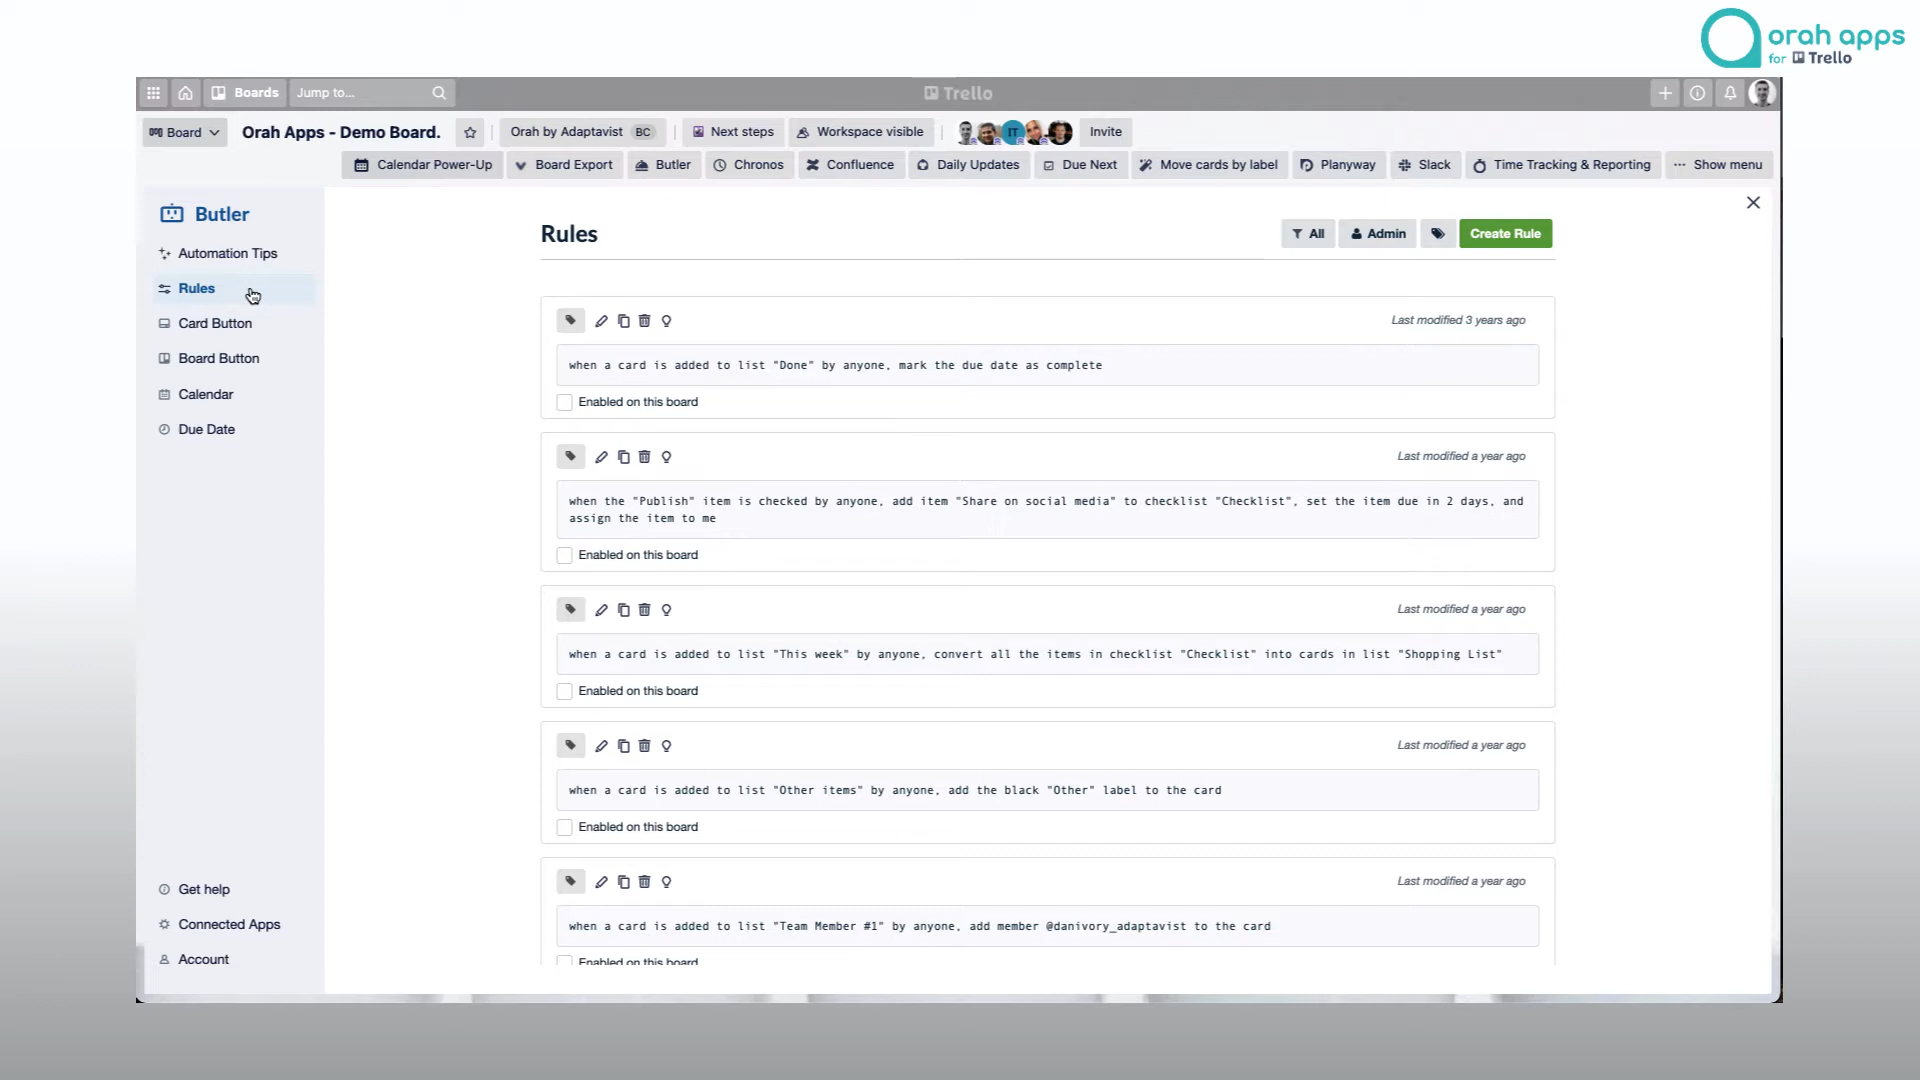 orah apps
for Trello
Boards
Jump to...
Trello
Board
Orah Apps - Demo Board.
Orah by Adaptavist BC
Next steps
Workspace visible
IT
Invite
Calendar Power-Up
Board Export
Butler
Chronos
Confluence
Daily Updates
Due Next
Move cards by label
Planyway
Slack
Time Tracking & Reporting
Show menu
Butler
Automation Tips
Rules
Card Button
Board Button
Calendar
Due Date
Get help
Connected Apps
Account
Rules
All
Admin
Create Rule
Last modified 3 years ago
when a card is added to list "Done" by anyone, mark the due date as complete
Enabled on this board
Last modified a year ago
when the "Publish" item is checked by anyone, add item "Share on social media" to checklist "Checklist", set the item due in 2 days, and
assign the item to me
Enabled on this board
Last modified a year ago
when a card is added to list "This week" by anyone, convert all the items in checklist "Checklist" into cards in list "Shopping List"
Enabled on this board
Last modified a year ago
when a card is added to list "Other items" by anyone, add the black "Other" label to the card
Enabled on this board
Last modified a year ago
when a card is added to list "Team Member #1" by anyone, add member @danivory_adaptavist to the card
Enabled on this board